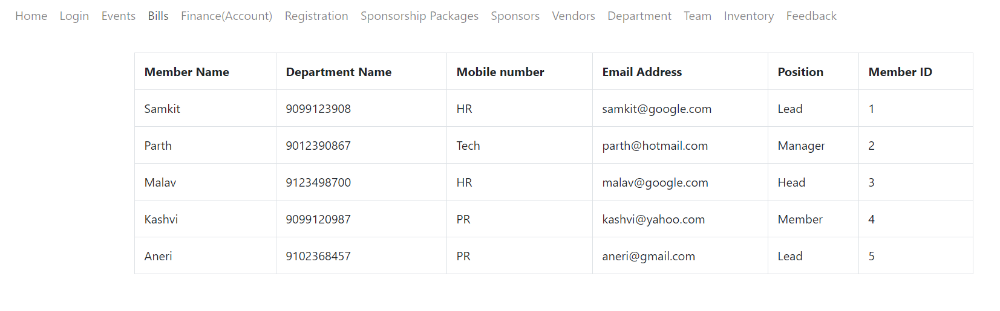 Home Login Events Bills Finance(Account) Registration Sponsorship Packages Sponsors Vendors Department Team Inventory Feedback
Member Name Department Name Mobile number Email Address Position Member ID
Samkit 9099123908 HR samkit@google.com Lead 1
Parth 9012390867 Tech parth@hotmail.com Manager 2
Malav 9123498700 HR malav@google.com Head 3
Kashvi 9099120987 PR kashvi@yahoo.com Member 4
Aneri 9102368457 PR aneri@gmail.com Lead 5